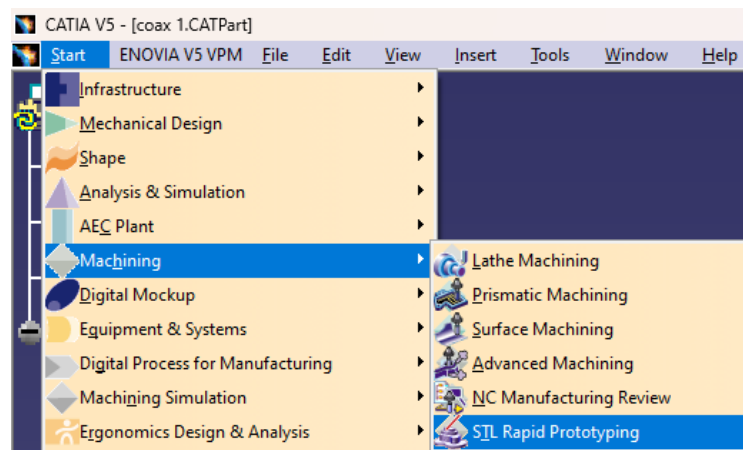 CATIA V5 - [coax 1.CATPart]
Start ENOVIA V5 VPM File Edit View Insert Tools Window Help
Infrastructure
Mechanical Design
Shape
Analysis & Simulation
AEC Plant
Machining
Digital Mockup
Equipment & Systems
Digital Process for Manufacturing
Machining Simulation
Ergonomics Design & Analysis
Lathe Machining
Prismatic Machining
Surface Machining
Advanced Machining
NC Manufacturing Review
STL Rapid Prototyping